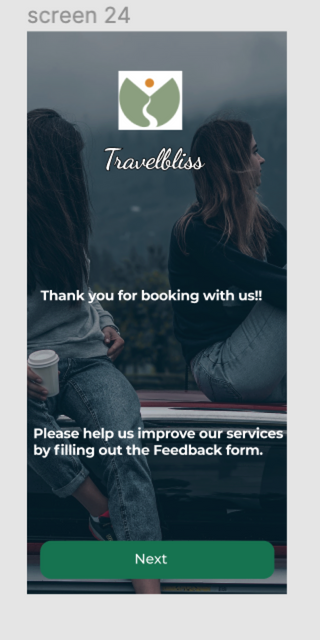 screen 24
Travelbliss
Thank you for booking with us!!
Please help us improve our services
by filling out the Feedback form.
Next